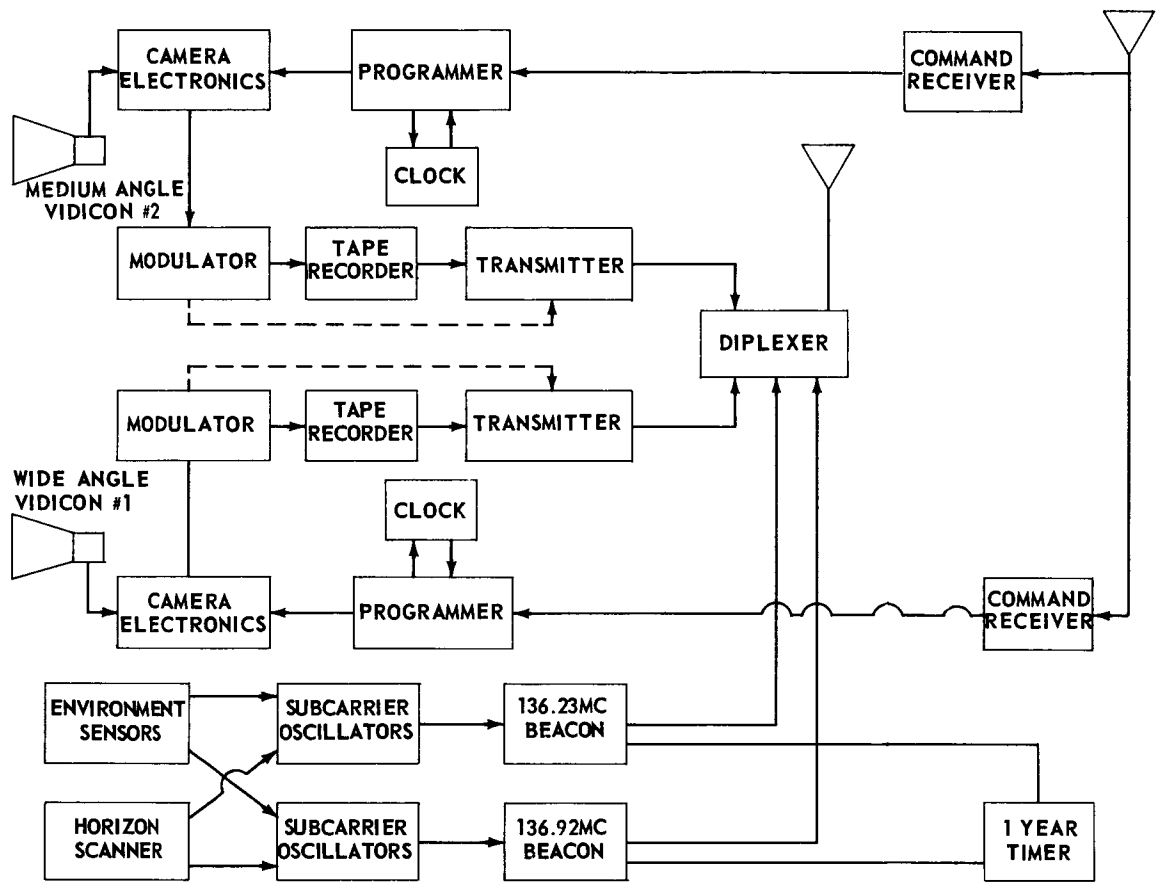 CAMERA
ELECTRONICS
PROGRAMMER
COMMAND
RECEIVER
CLOCK
MEDIUM ANGLE
VIDICON #2
MODULATOR
TAPE
RECORDER
TRANSMITTER
DIPLEXER
MODULATOR
TAPE
RECORDER
TRANSMITTER
WIDE ANGLE
VIDICON #1
CLOCK
CAMERA
ELECTRONICS
PROGRAMMER
COMMAND
RECEIVER
ENVIRONMENT
SENSORS
SUBCARRIER
OSCILLATORS
136.23MC
BEACON
HORIZON
SCANNER
SUBCARRIER
OSCILLATORS
136.92MC
BEACON
1 YEAR
TIMER